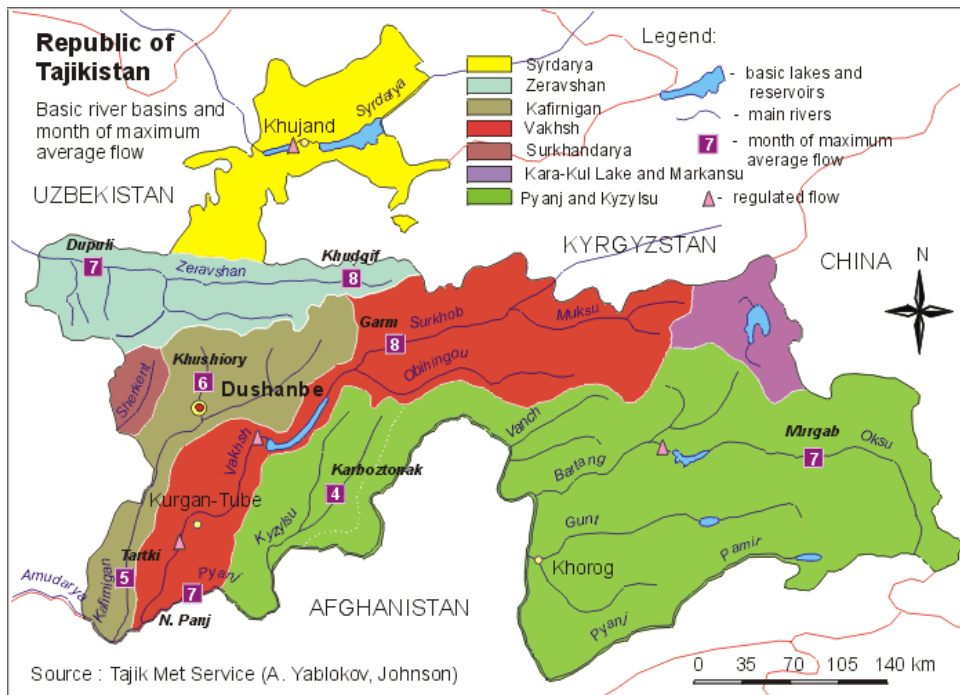 Republic of
Tajikistan
Basic river basins and
month of maximum
average flow
Legend:
Syrdarya
Zeravshan
Kafirnigan
Vakhsh
Surkhandarya
Kara-Kul Lake and Markansu
Pyanj and Kyzylsu
- basic lakes and
reservoirs
- main rivers
7 - month of maximum
average flow
- regulated flow
Syrdarya
Khujand
UZBEKISTAN
KYRGYZSTAN
CHINA
N
Dupuli
7
Zeravshan
Khudgif
8
Garm
8
Surkhob
Muksu
Obihingou
Khushiory
6
Dushanbe
Sherkent
Vakhsh
Kurgan-Tube
Karboztonak
4
Kyzylsu
Vanch
Bartang
Murgab
7
Oksu
Gunt
Pamir
Khorog
Pyanj
Tartki
5
Kafirnigan
Amudarya
Pyanj
7
N. Panj
AFGHANISTAN
Source : Tajik Met Service (A. Yablokov, Johnson)
0 35 70 105 140 km